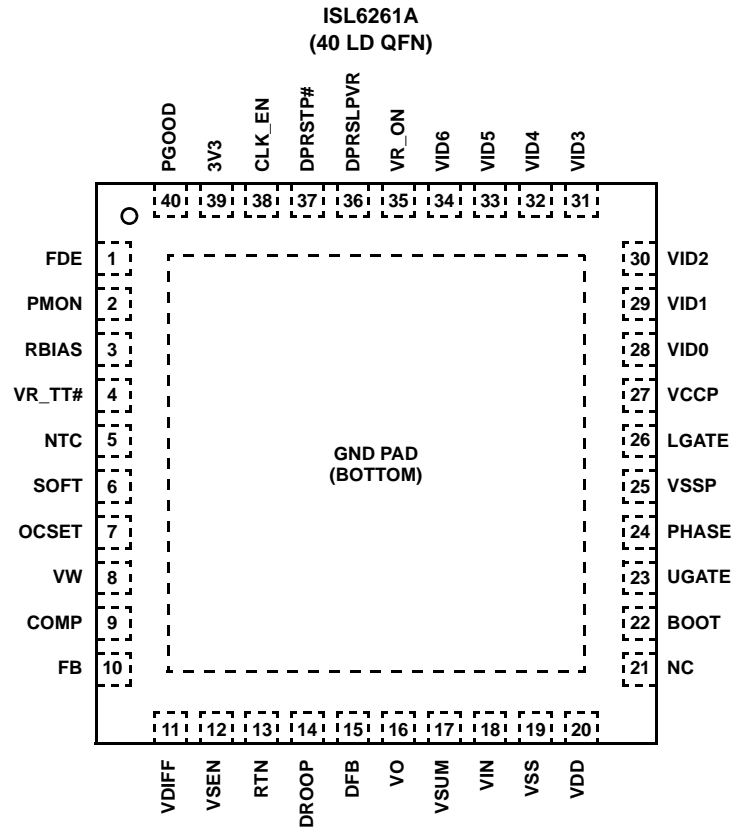 ISL6261A
(40 LD QFN)
PGOOD
3V3
CLK_EN
DPRSTP#
DPRSLPVR
VR_ON
VID6
VID5
VID4
VID3
40 39 38 37 36 35 34 33 32 31
FDE 1
PMON 2
RBIAS 3
VR_TT# 4
NTC 5
SOFT 6
OCSET 7
VW 8
COMP 9
FB 10
GND PAD
(BOTTOM)
30 VID2
29 VID1
28 VID0
27 VCCP
26 LGATE
25 VSSP
24 PHASE
23 UGATE
22 BOOT
21 NC
11 12 13 14 15 16 17 18 19 20
VDIFF
VSEN
RTN
DROOP
DFB
VO
VSUM
VIN
VSS
VDD